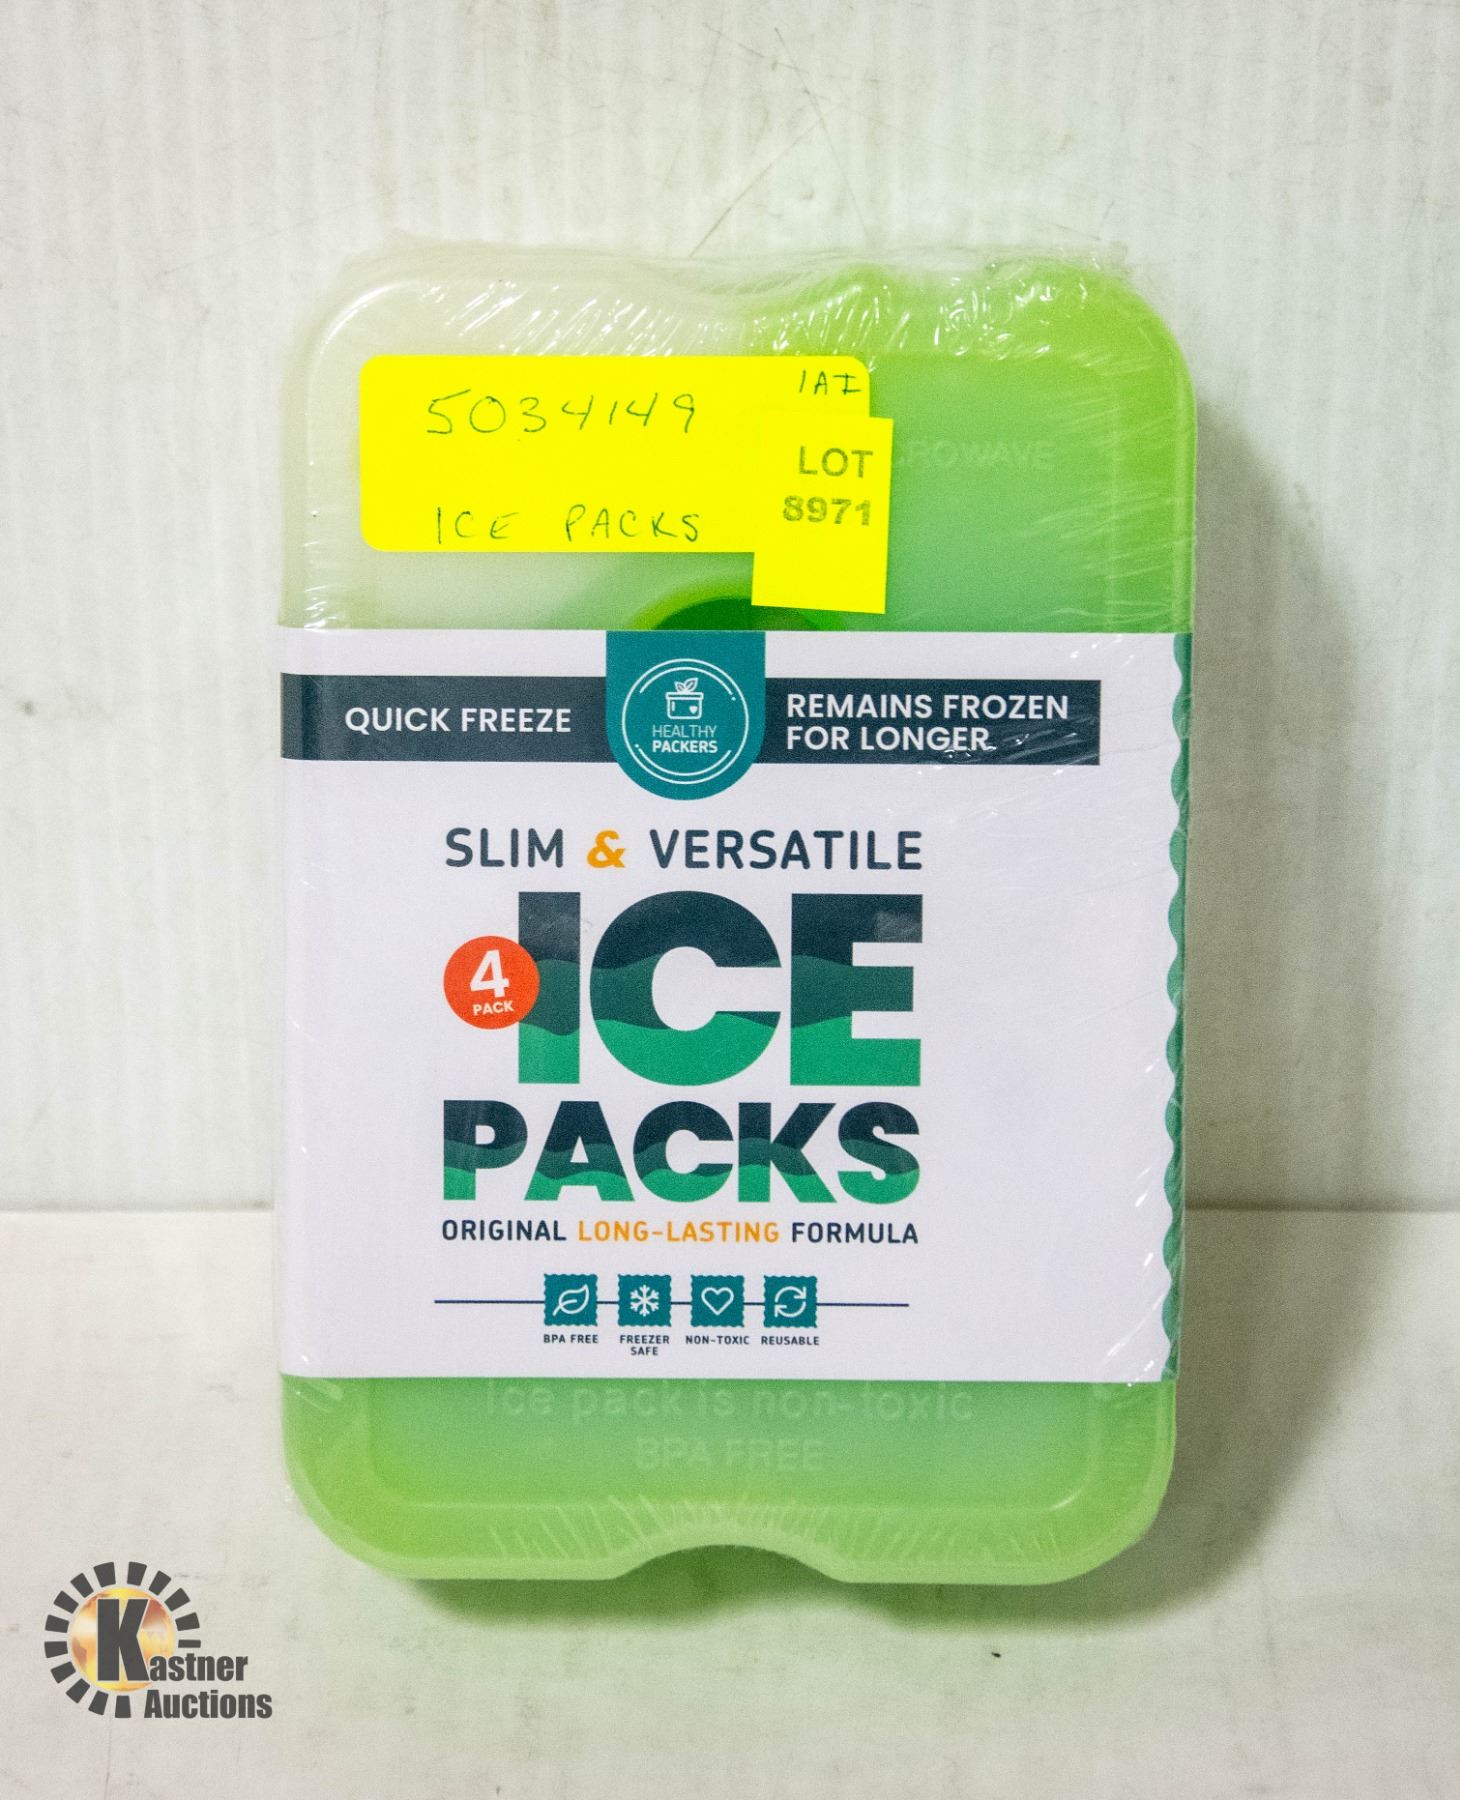 5034149
IAI
ICE PACKS
LOT
8971
ROWAVE
QUICK FREEZE
HEALTHY
PACKERS
REMAINS FROZEN
FOR LONGER
SLIM & VERSATILE
4
PACK
ICE
PACKS
ORIGINAL LONG-LASTING FORMULA
BPA FREE
FREEZER
SAFE
NON-TOXIC
REUSABLE
Ice pack is non-toxic
BPA FREE
Kastner
Auctions